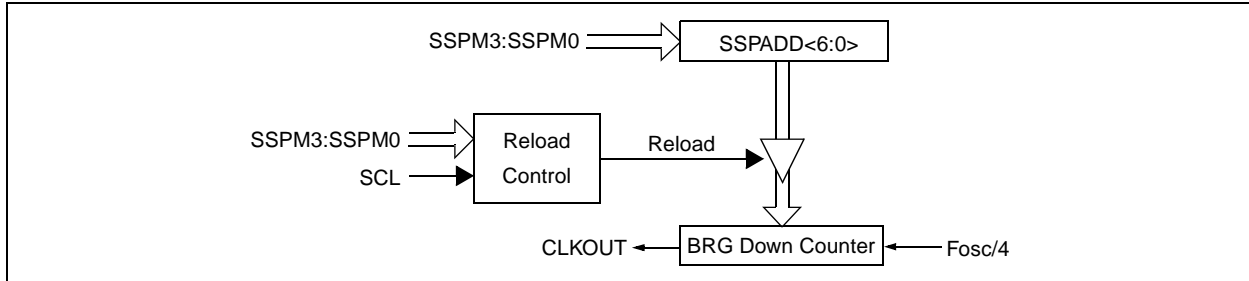 SSPM3:SSPM0
SSPADD<6:0>
SSPM3:SSPM0
SCL
Reload
Control
Reload
CLKOUT
BRG Down Counter
Fosc/4